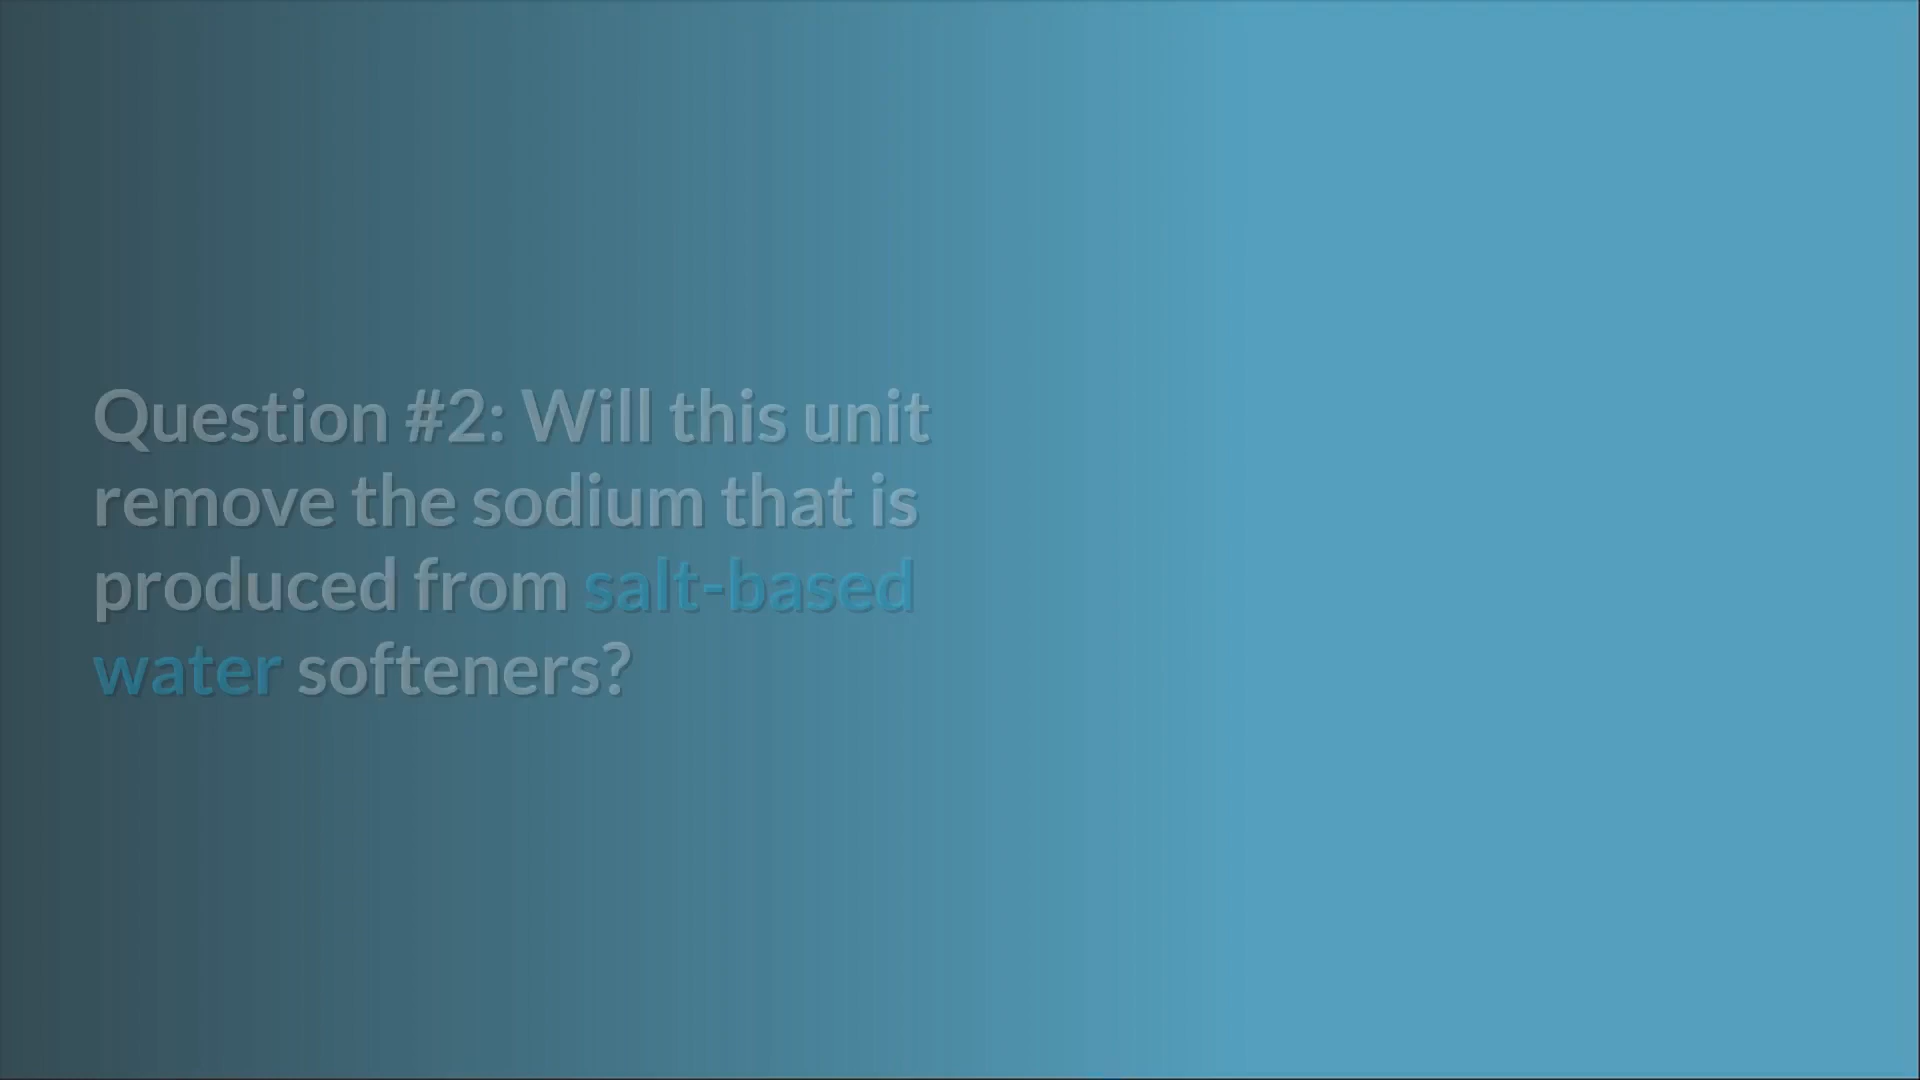 Question #2: Will this unit
remove the sodium that is
produced from salt-based
water softeners?